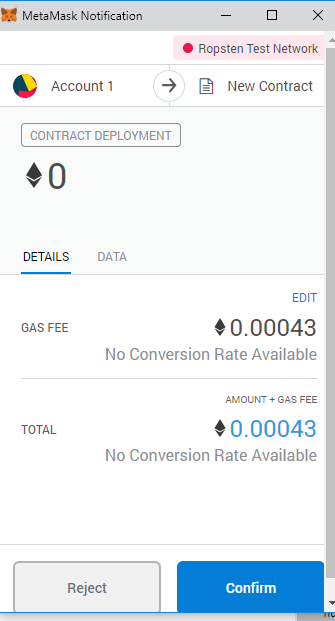 MetaMask Notification
Ropsten Test Network
Account 1 New Contract
CONTRACT DEPLOYMENT
0
DETAILS DATA
EDIT
GAS FEE 0.00043
No Conversion Rate Available
AMOUNT + GAS FEE
TOTAL 0.00043
No Conversion Rate Available
Reject Confirm